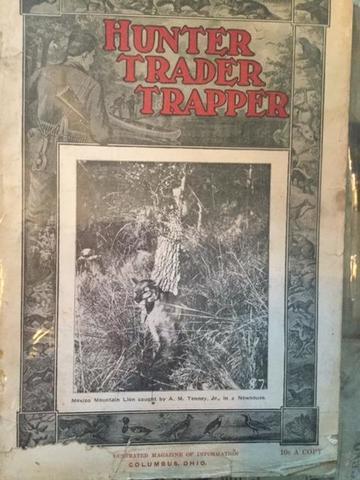 HUNTER
TRADER
TRAPPER
Mexico Mountain Lion caught by A. M. Tenney, Jr., in a Newhouse.
ILLUSTRATED MAGAZINE OF INFORMATION
10c A COPY
COLUMBUS, OHIO.